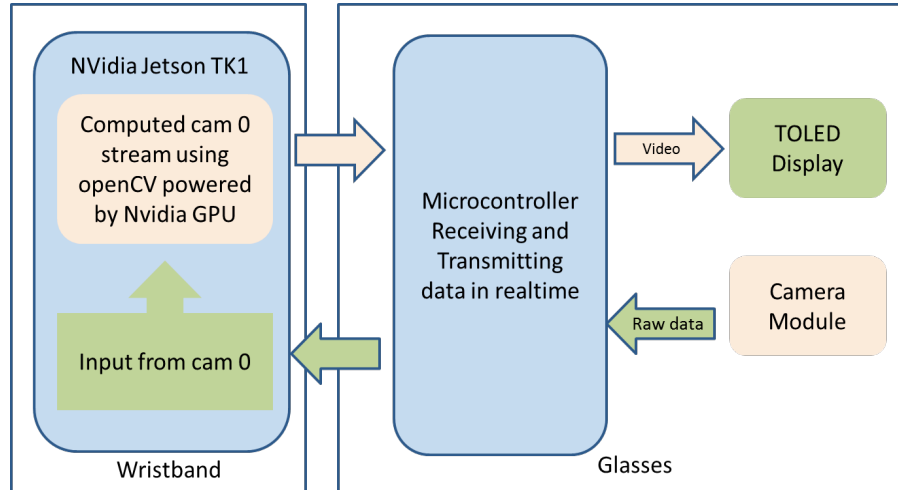 NVidia Jetson TK1
Computed cam 0
stream using
openCV powered
by Nvidia GPU
Input from cam 0
Wristband
Microcontroller
Receiving and
Transmitting
data in realtime
Video
TOLED
Display
Raw data
Camera
Module
Glasses